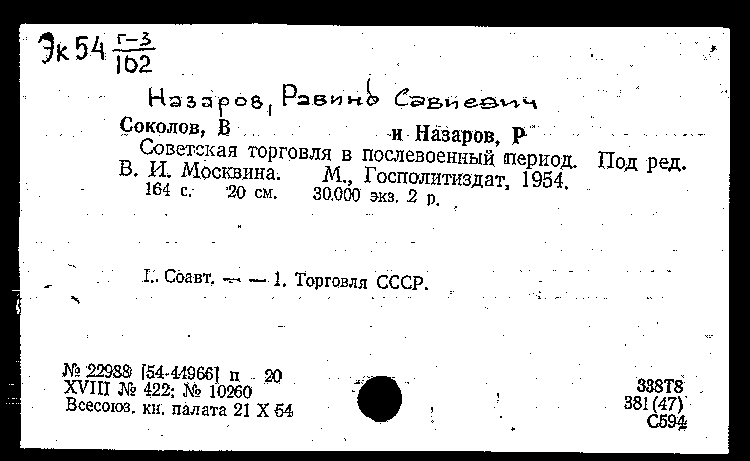 Эк 54 Г-3
102
Назаров, Равинь Савиевич
Соколов, В и Назаров, Р
Советская торговля в послевоенный период. Под ред.
В. И. Москвина. М., Госполитиздат, 1954.
164 с. 20 см. 30.000 экз. 2 р.
I. Соавт. — — 1. Торговля СССР.
№ 22988 [54-44966] п 20
XVIII № 422; № 10260
Всесоюз. кн. палата 21 X 54
338Т8
381(47)
С594